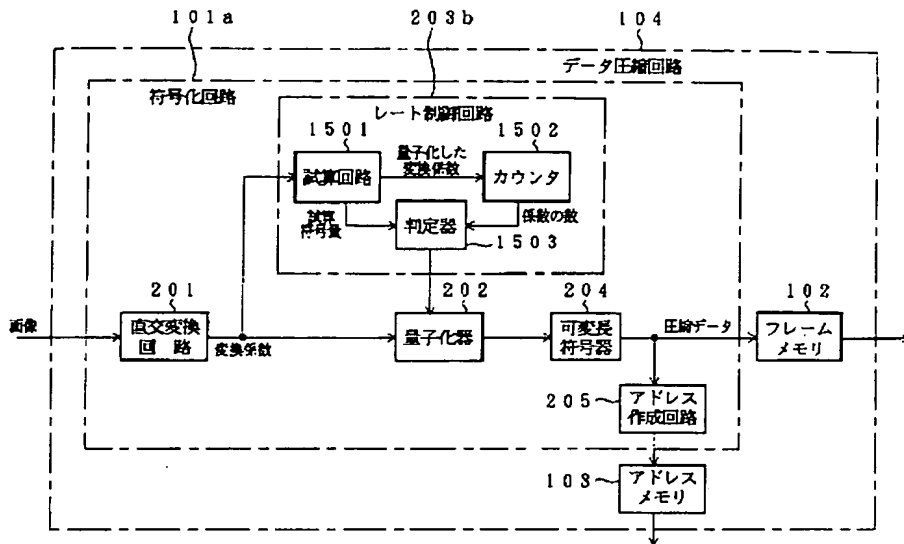 101a
203b
104
データ圧縮回路
符号化回路
レート制御回路
1501
1502
量子化した
変換係数
試算回路
カウンタ
試算
符号量
係数の数
判定器
1503
201
202
204
102
画像
直交変換
回 路
変換係数
量子化器
可変長
符号器
圧縮データ
フレーム
メモリ
205
アドレス
作成回路
103
アドレス
メモリ